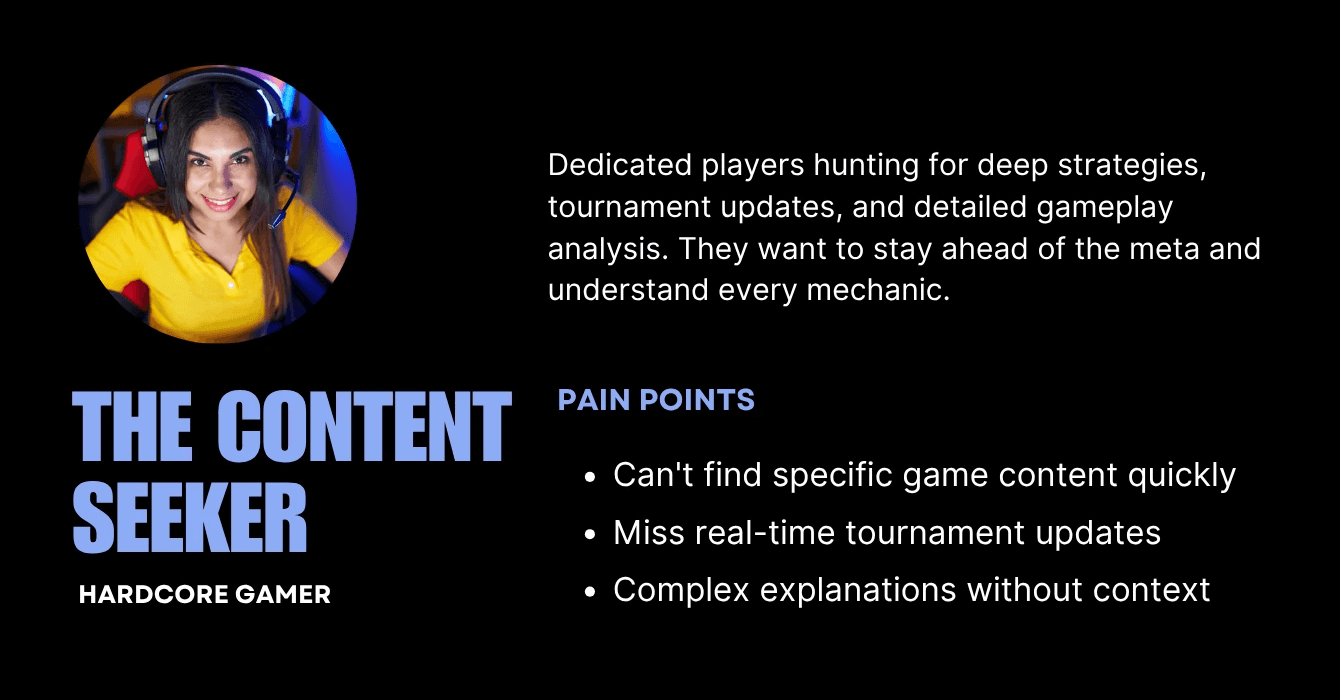 THE CONTENT
SEEKER
HARDCORE GAMER
Dedicated players hunting for deep strategies,
tournament updates, and detailed gameplay
analysis. They want to stay ahead of the meta and
understand every mechanic.
PAIN POINTS
• Can't find specific game content quickly
• Miss real-time tournament updates
• Complex explanations without context